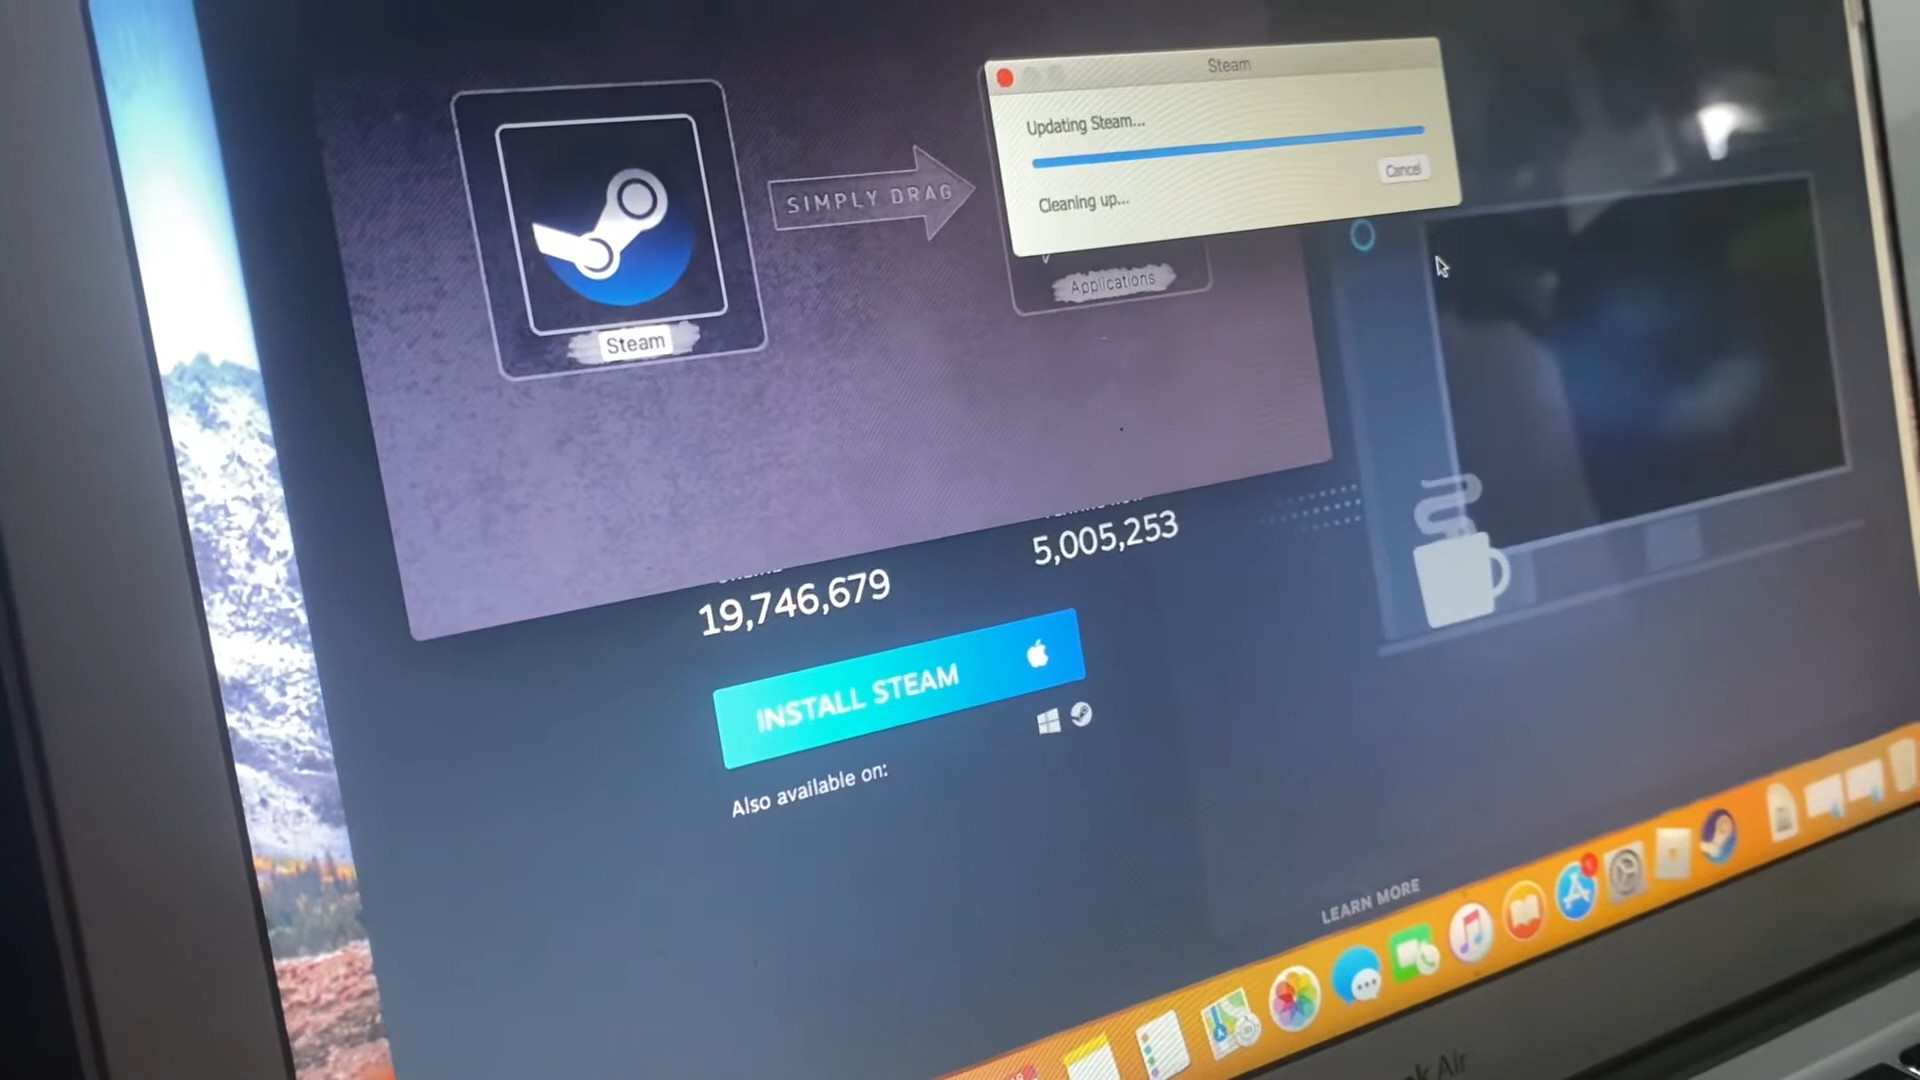 Steam
Updating Steam...
Cancel
Cleaning up...
SIMPLY DRAG
Applications
Steam
5,005,253
19,746,679
INSTALL STEAM
Also available on:
LEARN MORE
Air